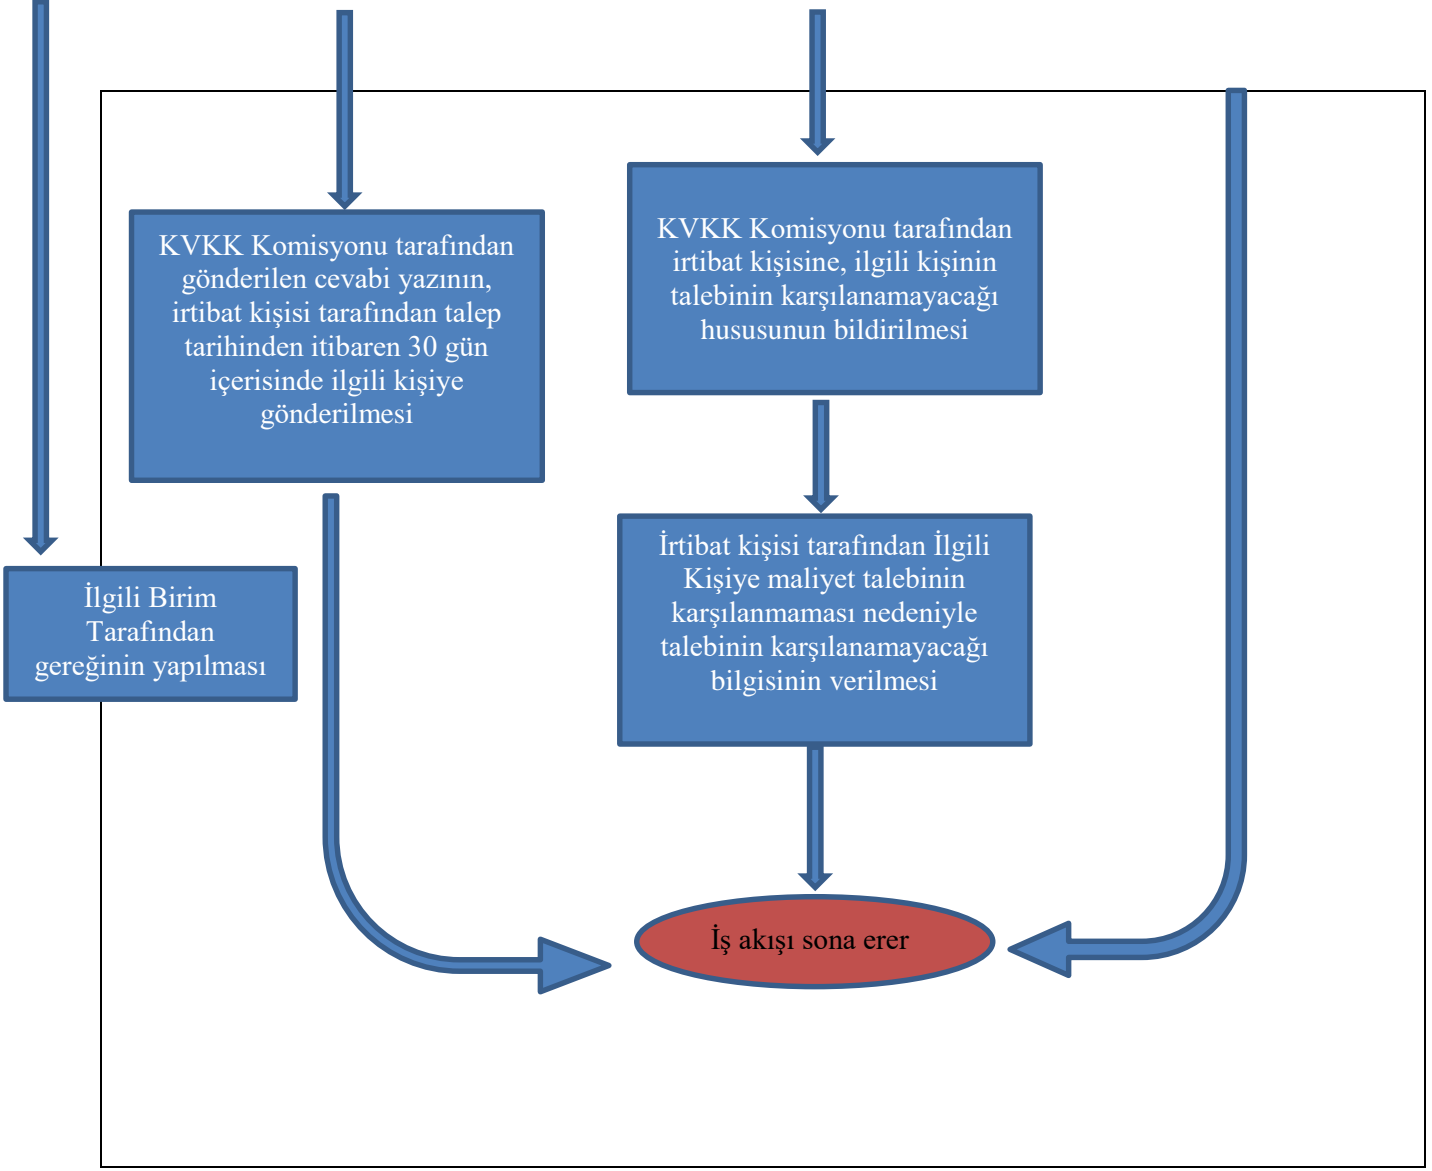 KVKK Komisyonu tarafından
gönderilen cevabi yazının,
irtibat kişisi tarafından talep
tarihinden itibaren 30 gün
içerisinde ilgili kişiye
gönderilmesi
KVKK Komisyonu tarafından
irtibat kişisine, ilgili kişinin
talebinin karşılanamayacağı
hususunun bildirilmesi
İlgili Birim
Tarafından
gereğinin yapılması
İrtibat kişisi tarafından İlgili
Kişiye maliyet talebinin
karşılanmaması nedeniyle
talebinin karşılanamayacağı
bilgisinin verilmesi
İş akışı sona erer